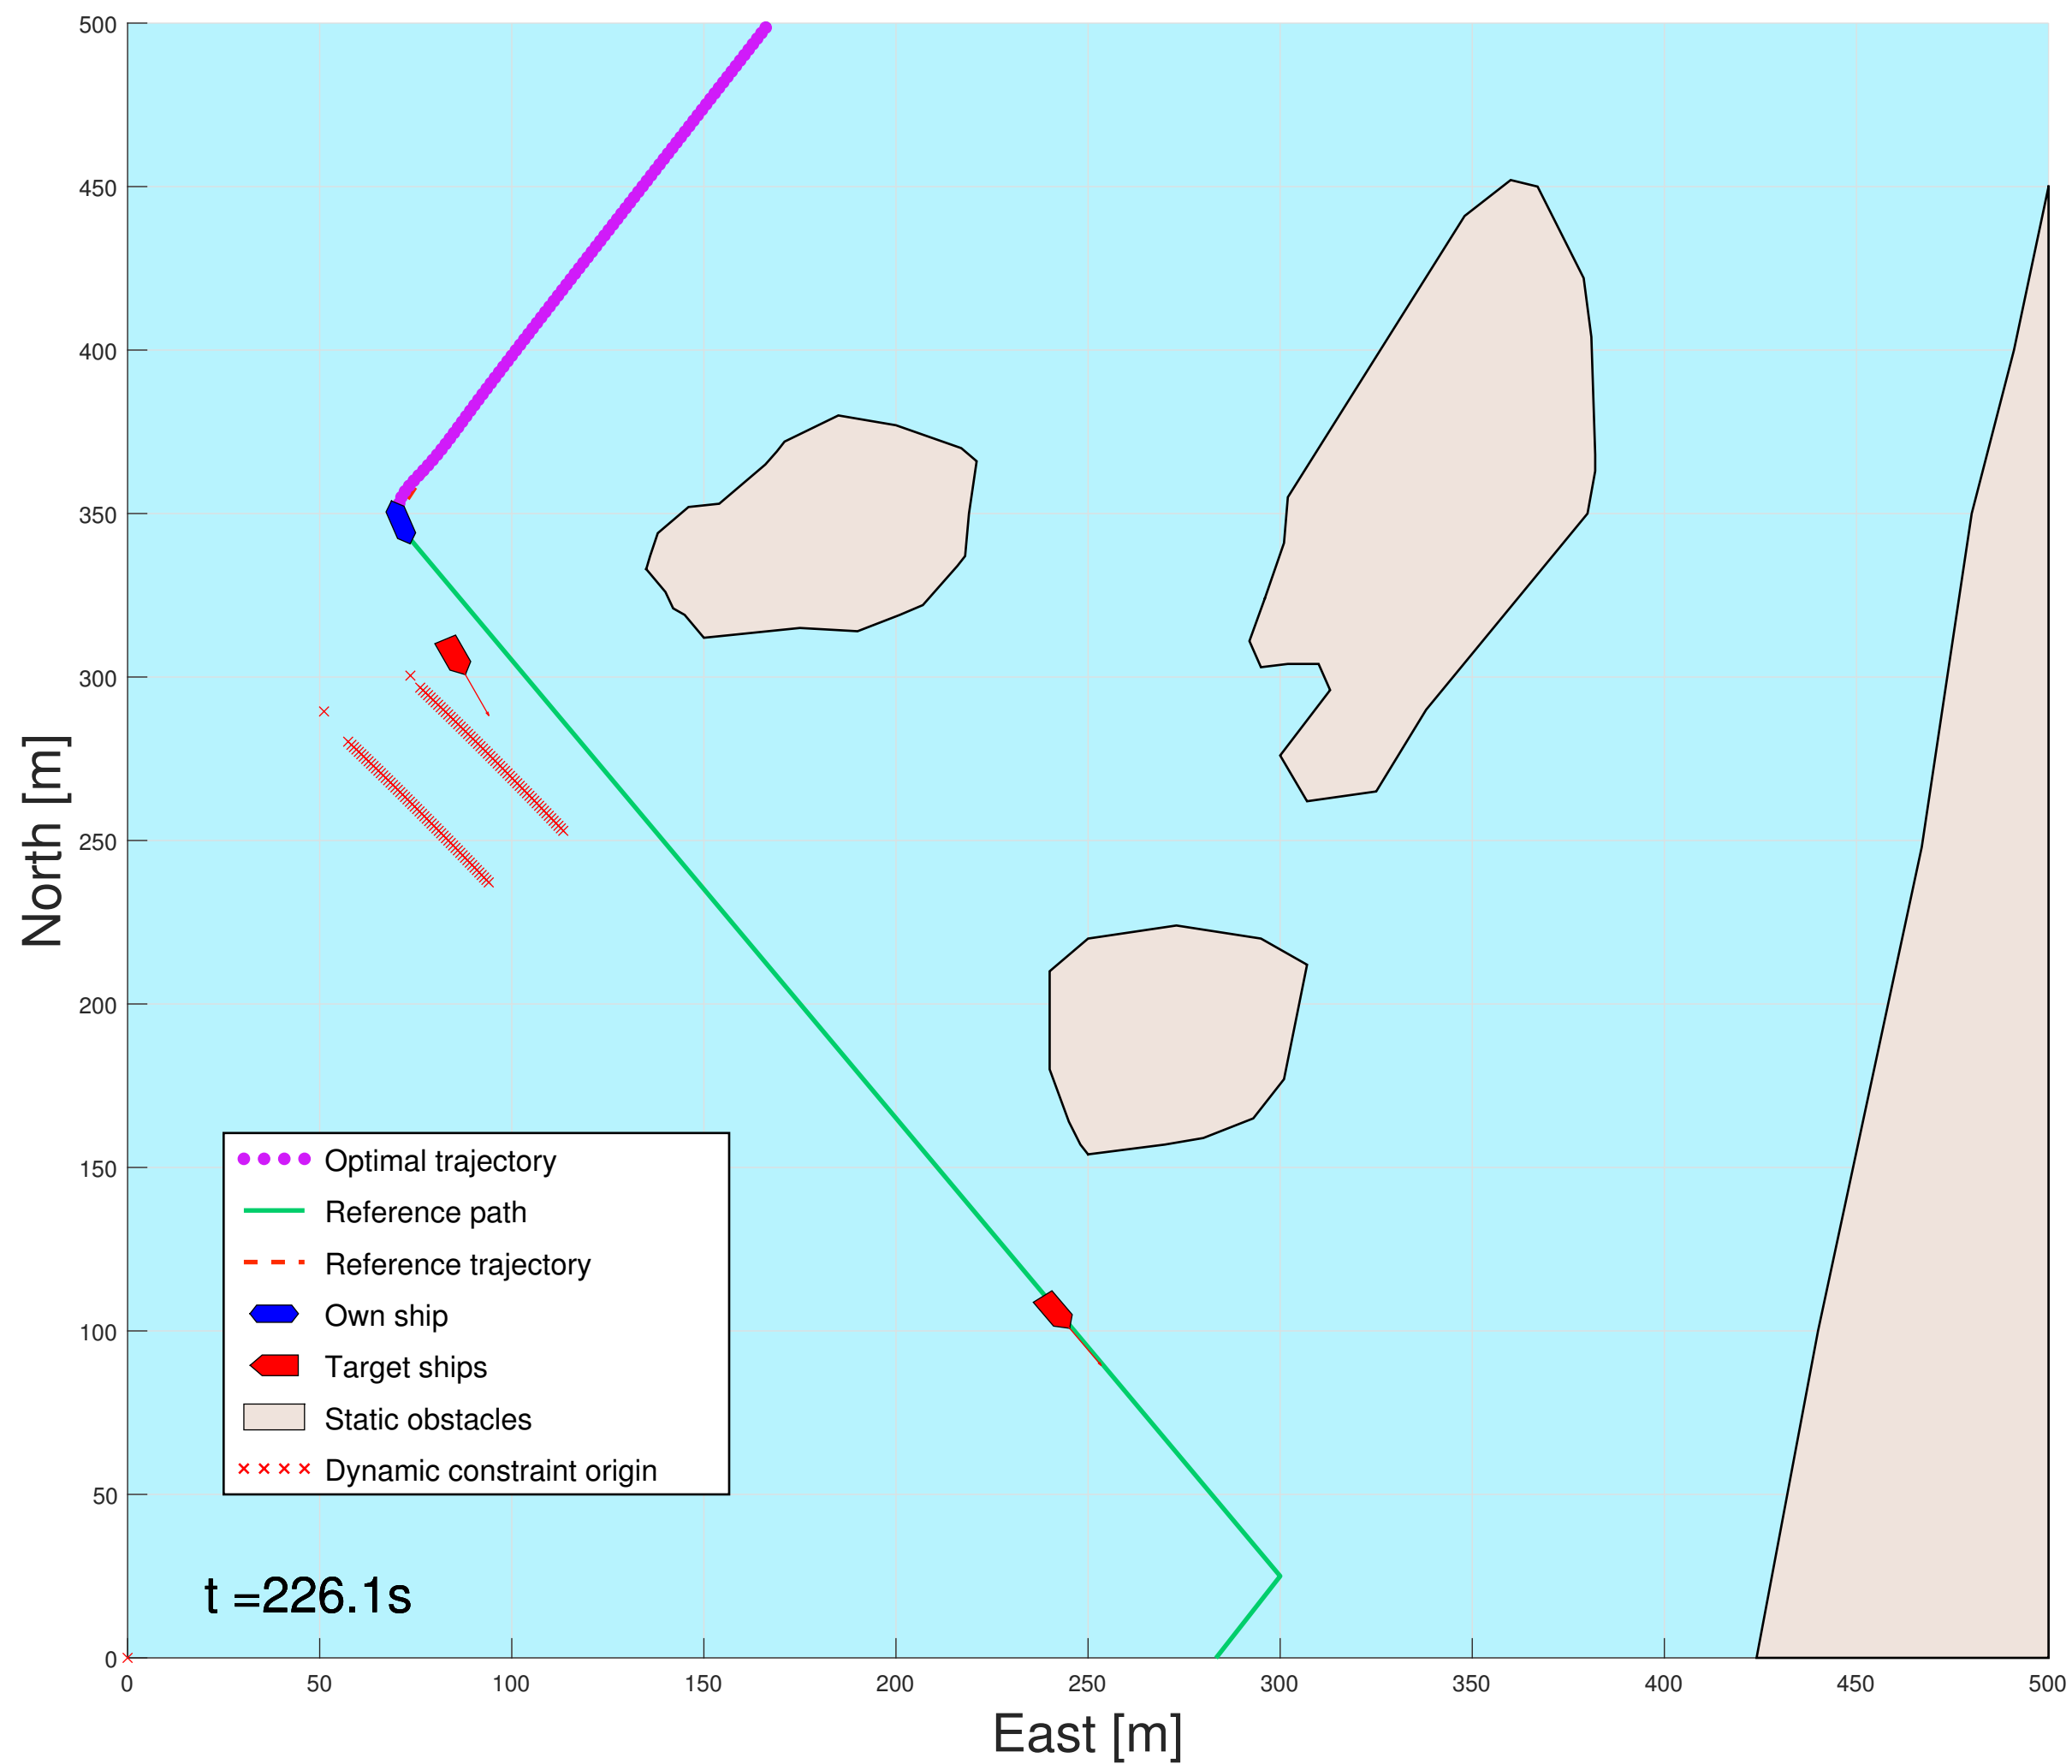 500
450
400
350
300
250
200
150
100
50
0
North [m]
Optimal trajectory
Reference path
Reference trajectory
Own ship
Target ships
Static obstacles
Dynamic constraint origin
t =226.1s
0 50 100 150 200 250 300 350 400 450 500
East [m]